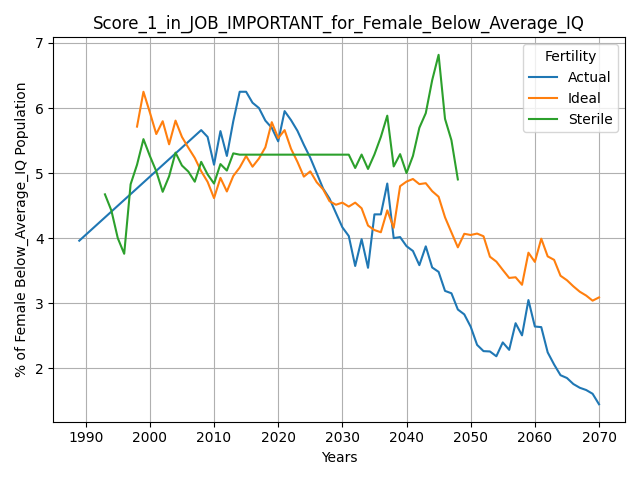 Score_1_in_JOB_IMPORTANT_for_Female_Below_Average_IQ
% of Female Below_Average_IQ Population
7
6
5
4
3
2
Fertility
Actual
Ideal
Sterile
1990 2000 2010 2020 2030 2040 2050 2060 2070
Years